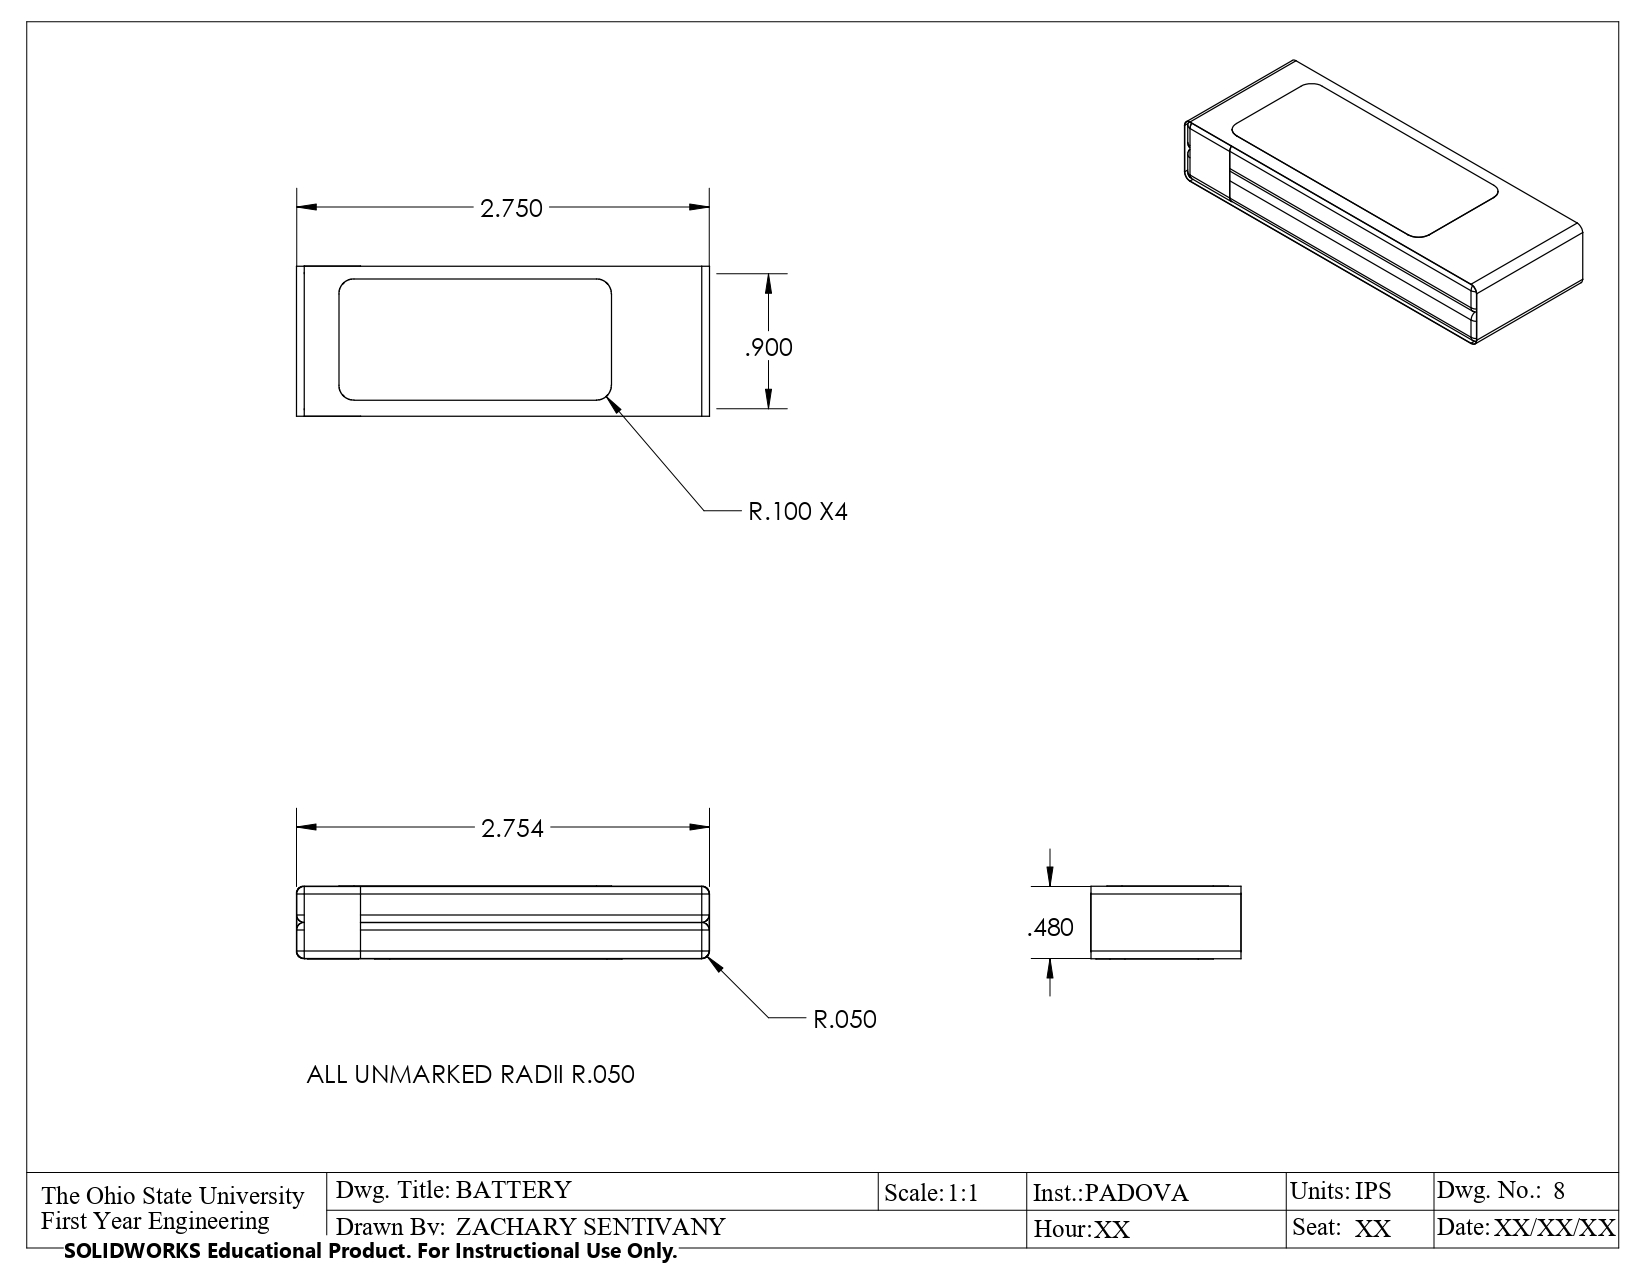 2.750
.900
R.100 X4
2.754
.480
R.050
ALL UNMARKED RADII R.050
The Ohio State University
First Year Engineering
Dwg. Title: BATTERY
Scale: 1:1
Inst.: PADOVA
Units: IPS
Dwg. No.: 8
Drawn By: ZACHARY SENTIVANY
Hour: XX
Seat: XX
Date: XX/XX/XX
SOLIDWORKS Educational Product. For Instructional Use Only.